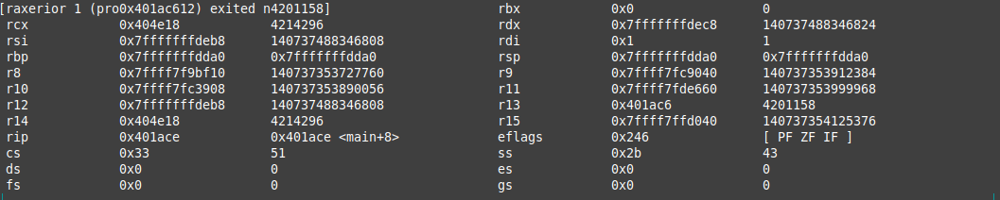 [raxerior 1 (pro0x401ac612) exited n4201158] rbx 0x0 0
rcx 0x404e18 4214296 rdx 0x7fffffffdec8 140737488346824
rsi 0x7fffffffdeb8 140737488346808 rdi 0x1 1
rbp 0x7fffffffdda0 0x7fffffffdda0 rsp 0x7fffffffdda0 0x7fffffffdda0
r8 0x7ffff7f9bf10 140737353727760 r9 0x7ffff7fc9040 140737353912384
r10 0x7ffff7fc3908 140737353890056 r11 0x7ffff7fde660 140737353999968
r12 0x7fffffffdeb8 140737488346808 r13 0x401ac6 4201158
r14 0x404e18 4214296 r15 0x7ffff7ffd040 140737354125376
rip 0x401ace 0x401ace <main+8> eflags 0x246 [ PF ZF IF ]
cs 0x33 51 ss 0x2b 43
ds 0x0 0 es 0x0 0
fs 0x0 0 gs 0x0 0